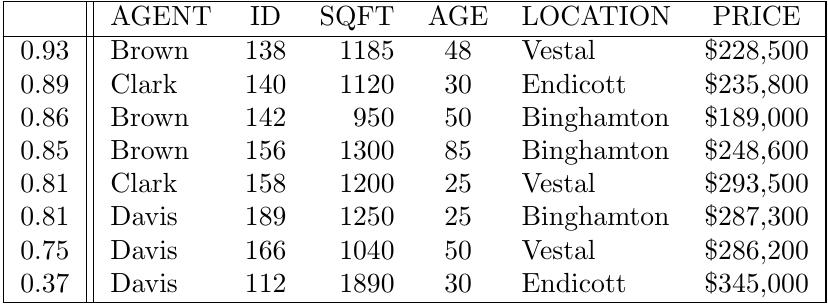 AGENT ID SQFT AGE LOCATION PRICE
0.93 Brown 138 1185 48 Vestal $228,500
0.89 Clark 140 1120 30 Endicott $235,800
0.86 Brown 142 950 50 Binghamton $189,000
0.85 Brown 156 1300 85 Binghamton $248,600
0.81 Clark 158 1200 25 Vestal $293,500
0.81 Davis 189 1250 25 Binghamton $287,300
0.75 Davis 166 1040 50 Vestal $286,200
0.37 Davis 112 1890 30 Endicott $345,000